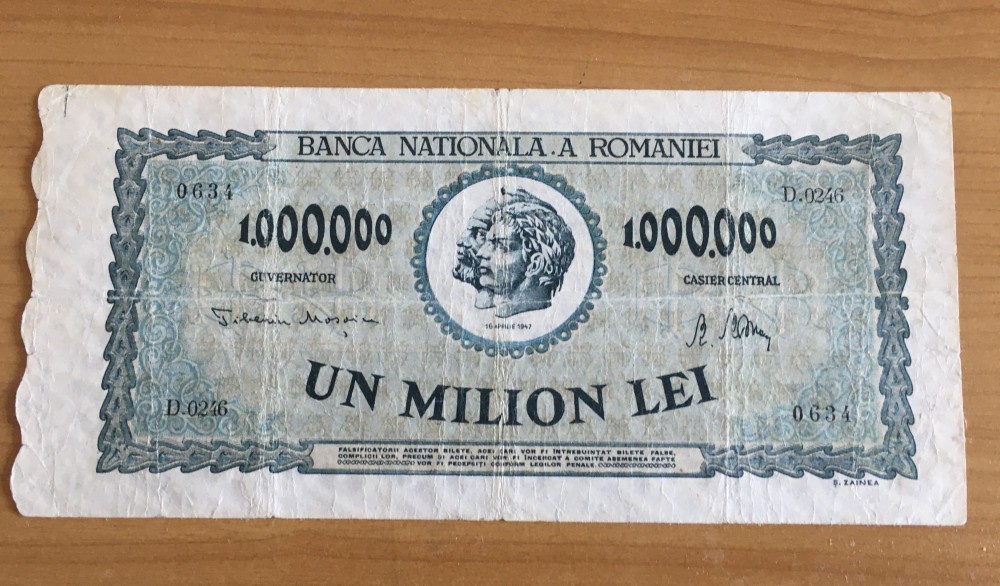 BANCA NATIONALA·A ROMANIEI
0634
D.0246
1.000.000
1.000.000
GUVERNATOR
CASIER CENTRAL
16 APRILIE 1947
UN MILION LEI
D.0246
0634
FALSIFICATORII ACESTOR BILETE, ACEI CARI VOR FI ÎNTREBUINȚAT BILETE FALSE,
COMPLICII LOR, PRECUM ȘI ACEI CARI VOR FI ÎNCERCAT A COMITE ASEMENEA FAPTE
VOR FI PEDEPSIȚI CONFORM LEGILOR PENALE.
D. ZAINEA